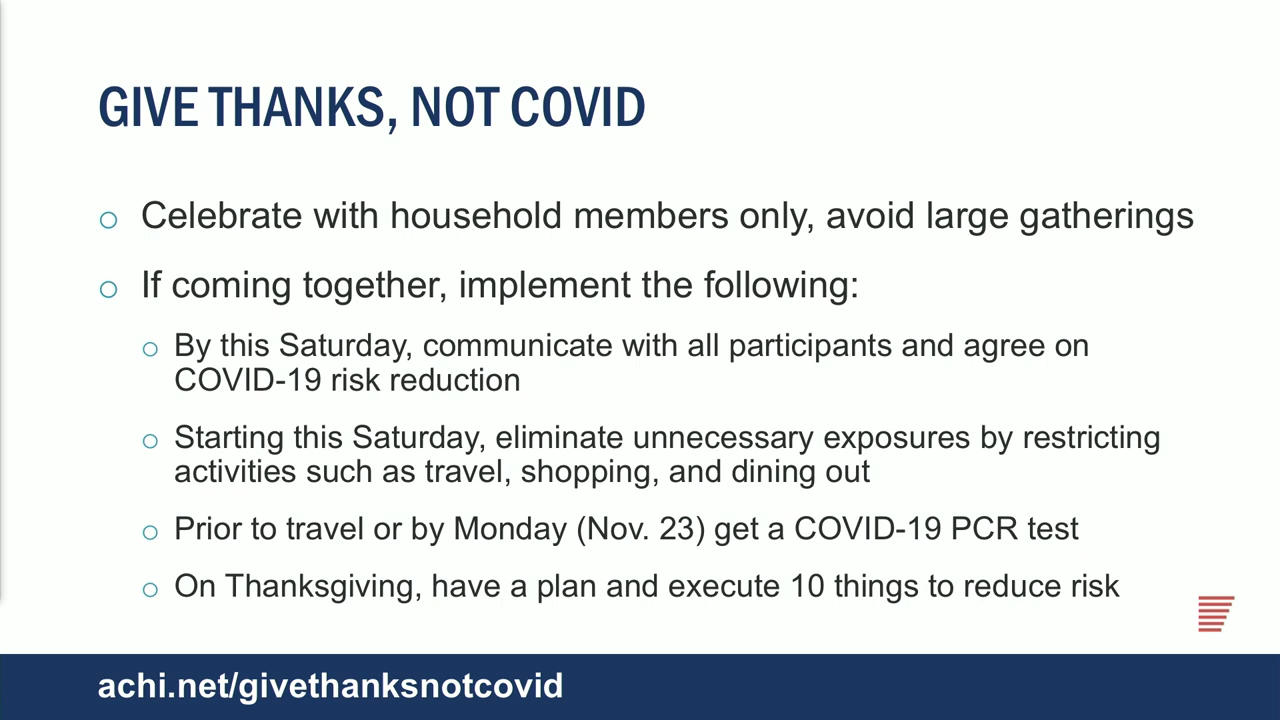 GIVE THANKS, NOT COVID
o Celebrate with household members only, avoid large gatherings
o If coming together, implement the following:
o By this Saturday, communicate with all participants and agree on
COVID-19 risk reduction
o Starting this Saturday, eliminate unnecessary exposures by restricting
activities such as travel, shopping, and dining out
o Prior to travel or by Monday (Nov. 23) get a COVID-19 PCR test
o On Thanksgiving, have a plan and execute 10 things to reduce risk
achi.net/givethanksnotcovid